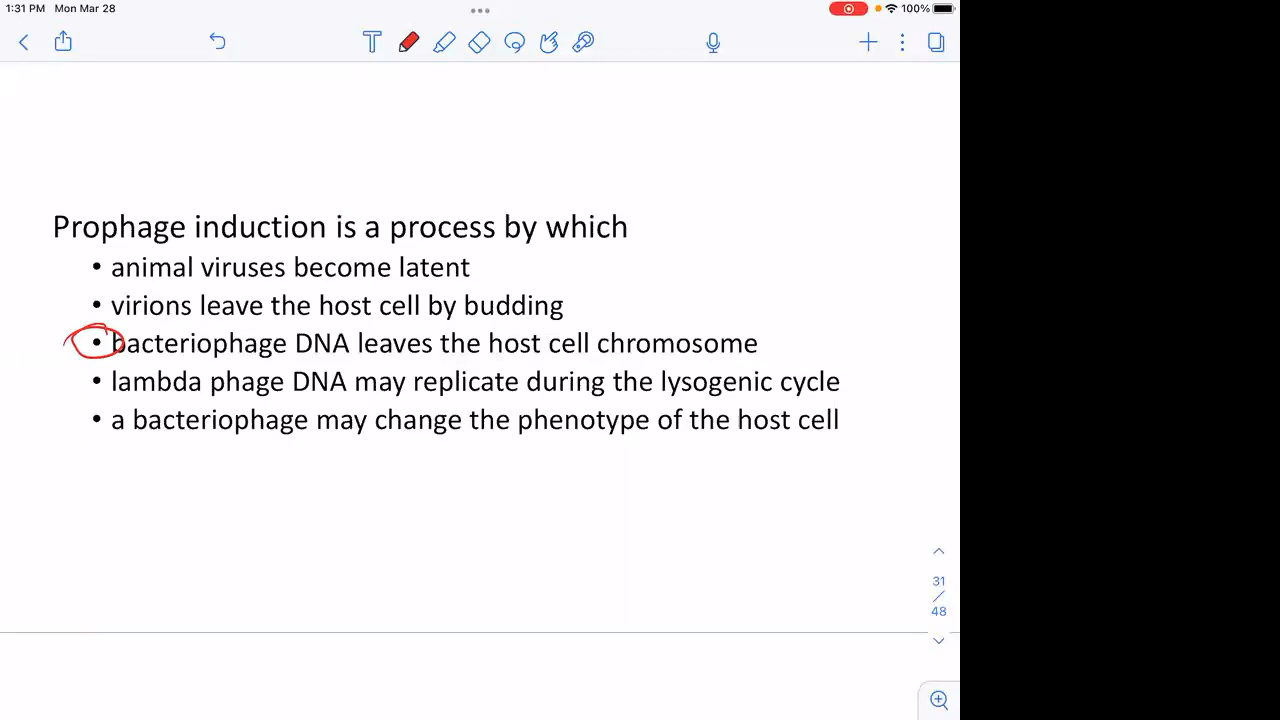 1:31 PM Mon Mar 28
100%
T
Prophage induction is a process by which
• animal viruses become latent
• virions leave the host cell by budding
• bacteriophage DNA leaves the host cell chromosome
• lambda phage DNA may replicate during the lysogenic cycle
• a bacteriophage may change the phenotype of the host cell
31
/
48